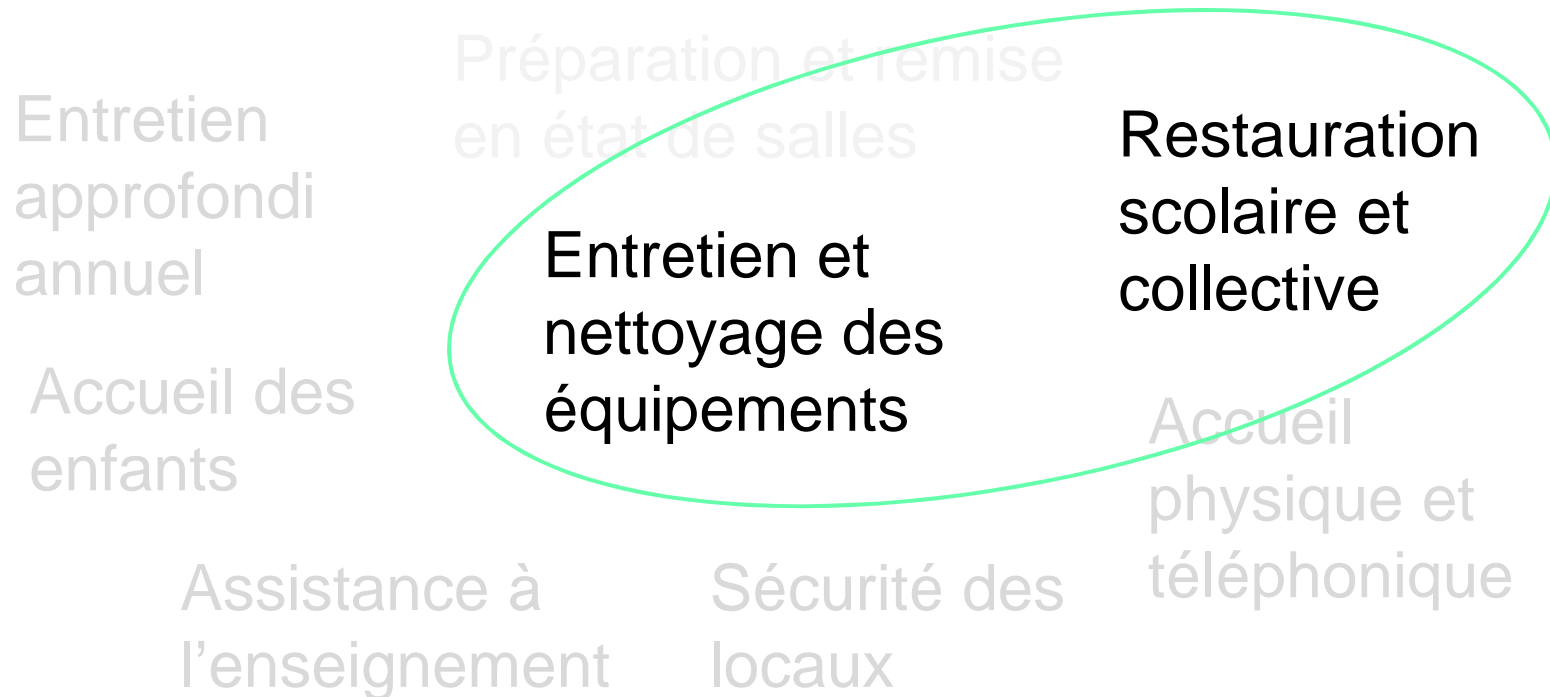 Préparation et remise
en état de salles
Entretien
approfondi
annuel
Restauration
scolaire et
collective
Entretien et
nettoyage des
équipements
Accueil des
enfants
Accueil
physique et
téléphonique
Assistance à
l’enseignement
Sécurité des
locaux